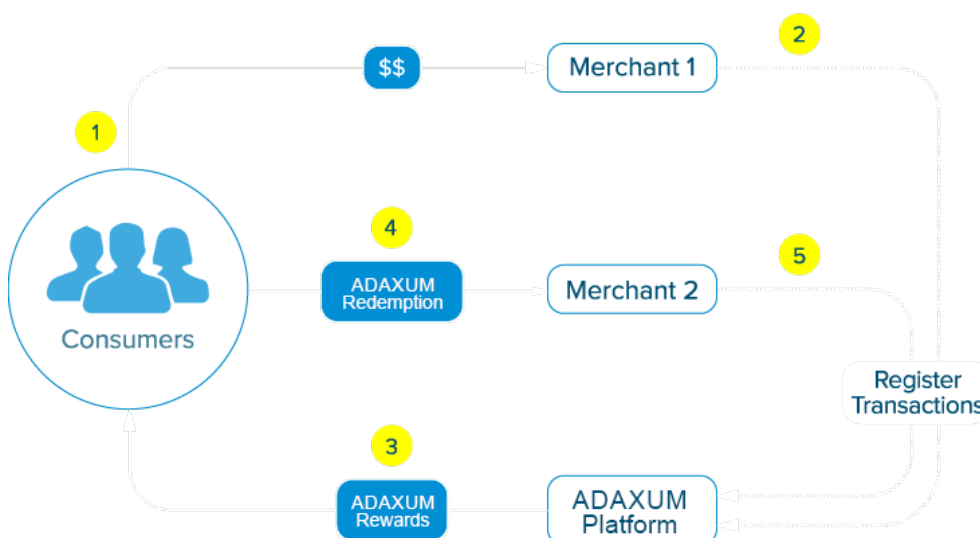 2
$$
Merchant 1
1
4
5
ADAXUM
Redemption
Merchant 2
Consumers
Register
Transactions
3
ADAXUM
Rewards
ADAXUM
Platform